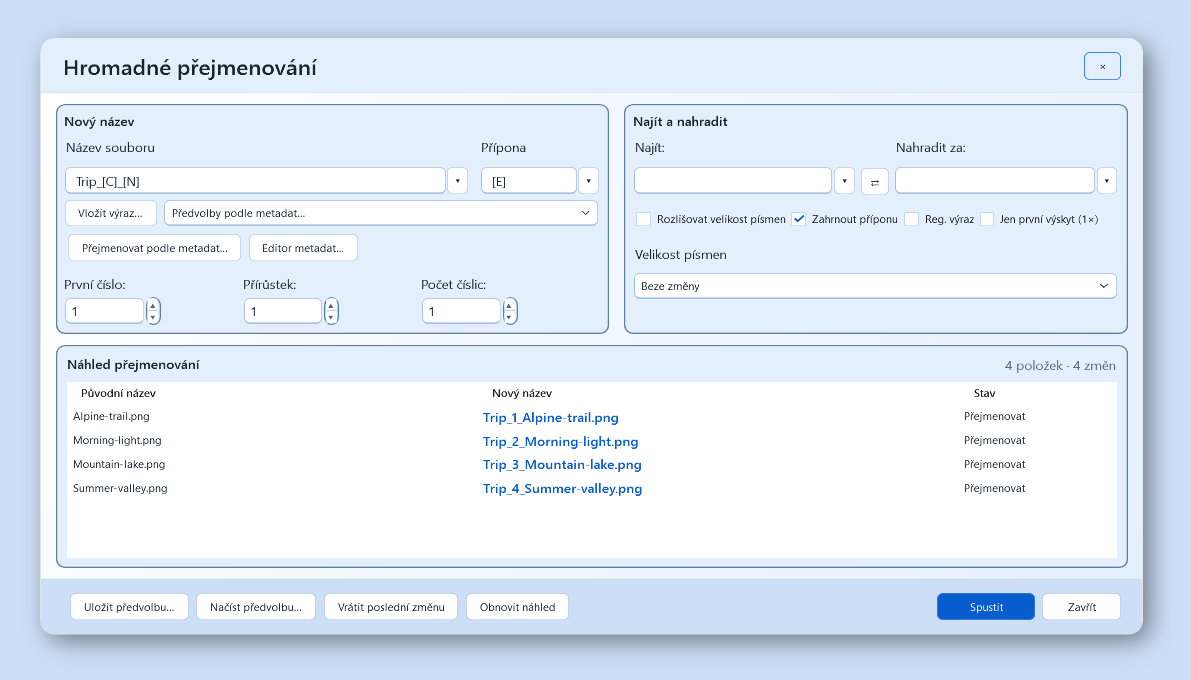 Hromadné přejmenování
×
Nový název
Název souboru Přípona
Trip_[C]_[N] [E]
Vložit výraz... Předvolby podle metadat...
Přejmenovat podle metadat... Editor metadat...
První číslo: Přírůstek: Počet číslic:
1 1 1
Najít a nahradit
Najít: Nahradit za:
Rozlišovat velikost písmen Zahrnout příponu Reg. výraz Jen první výskyt (1×)
Velikost písmen
Beze změny
Náhled přejmenování 4 položek · 4 změn
Původní název Nový název Stav
Alpine-trail.png Trip_1_Alpine-trail.png Přejmenovat
Morning-light.png Trip_2_Morning-light.png Přejmenovat
Mountain-lake.png Trip_3_Mountain-lake.png Přejmenovat
Summer-valley.png Trip_4_Summer-valley.png Přejmenovat
Uložit předvolbu... Načíst předvolbu... Vrátit poslední změnu Obnovit náhled Spustit Zavřít